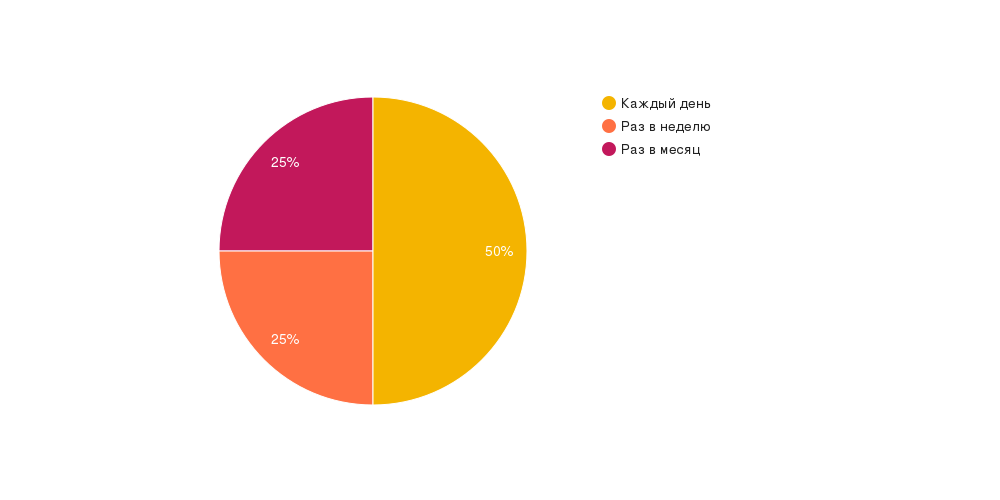 Каждый день
Раз в неделю
Раз в месяц
25%
50%
25%